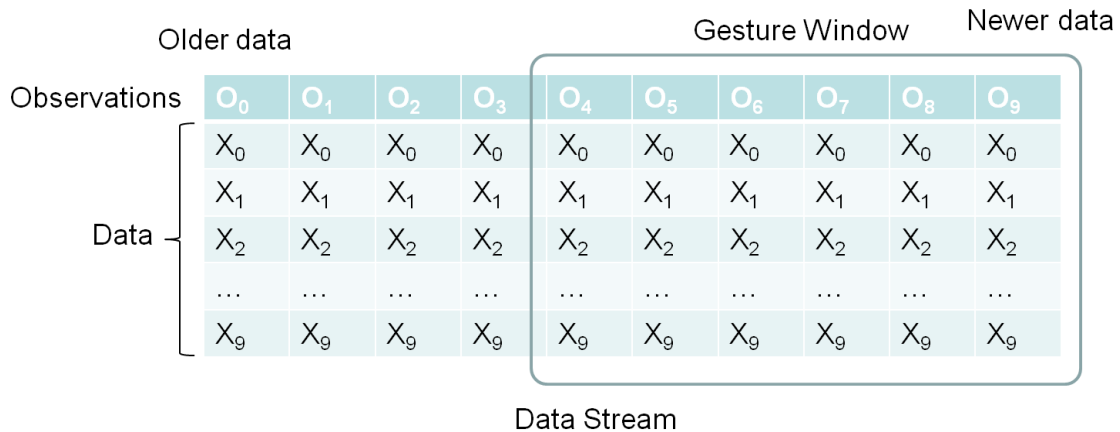 Newer data
Gesture Window
Older data
Observations O₀ O₁ O₂ O₃ O₄ O₅ O₆ O₇ O₈ O₉
X₀ X₀ X₀ X₀ X₀ X₀ X₀ X₀ X₀ X₀
X₁ X₁ X₁ X₁ X₁ X₁ X₁ X₁ X₁ X₁
Data X₂ X₂ X₂ X₂ X₂ X₂ X₂ X₂ X₂ X₂
... ... ... ... ... ... ... ... ... ...
X₉ X₉ X₉ X₉ X₉ X₉ X₉ X₉ X₉ X₉
Data Stream